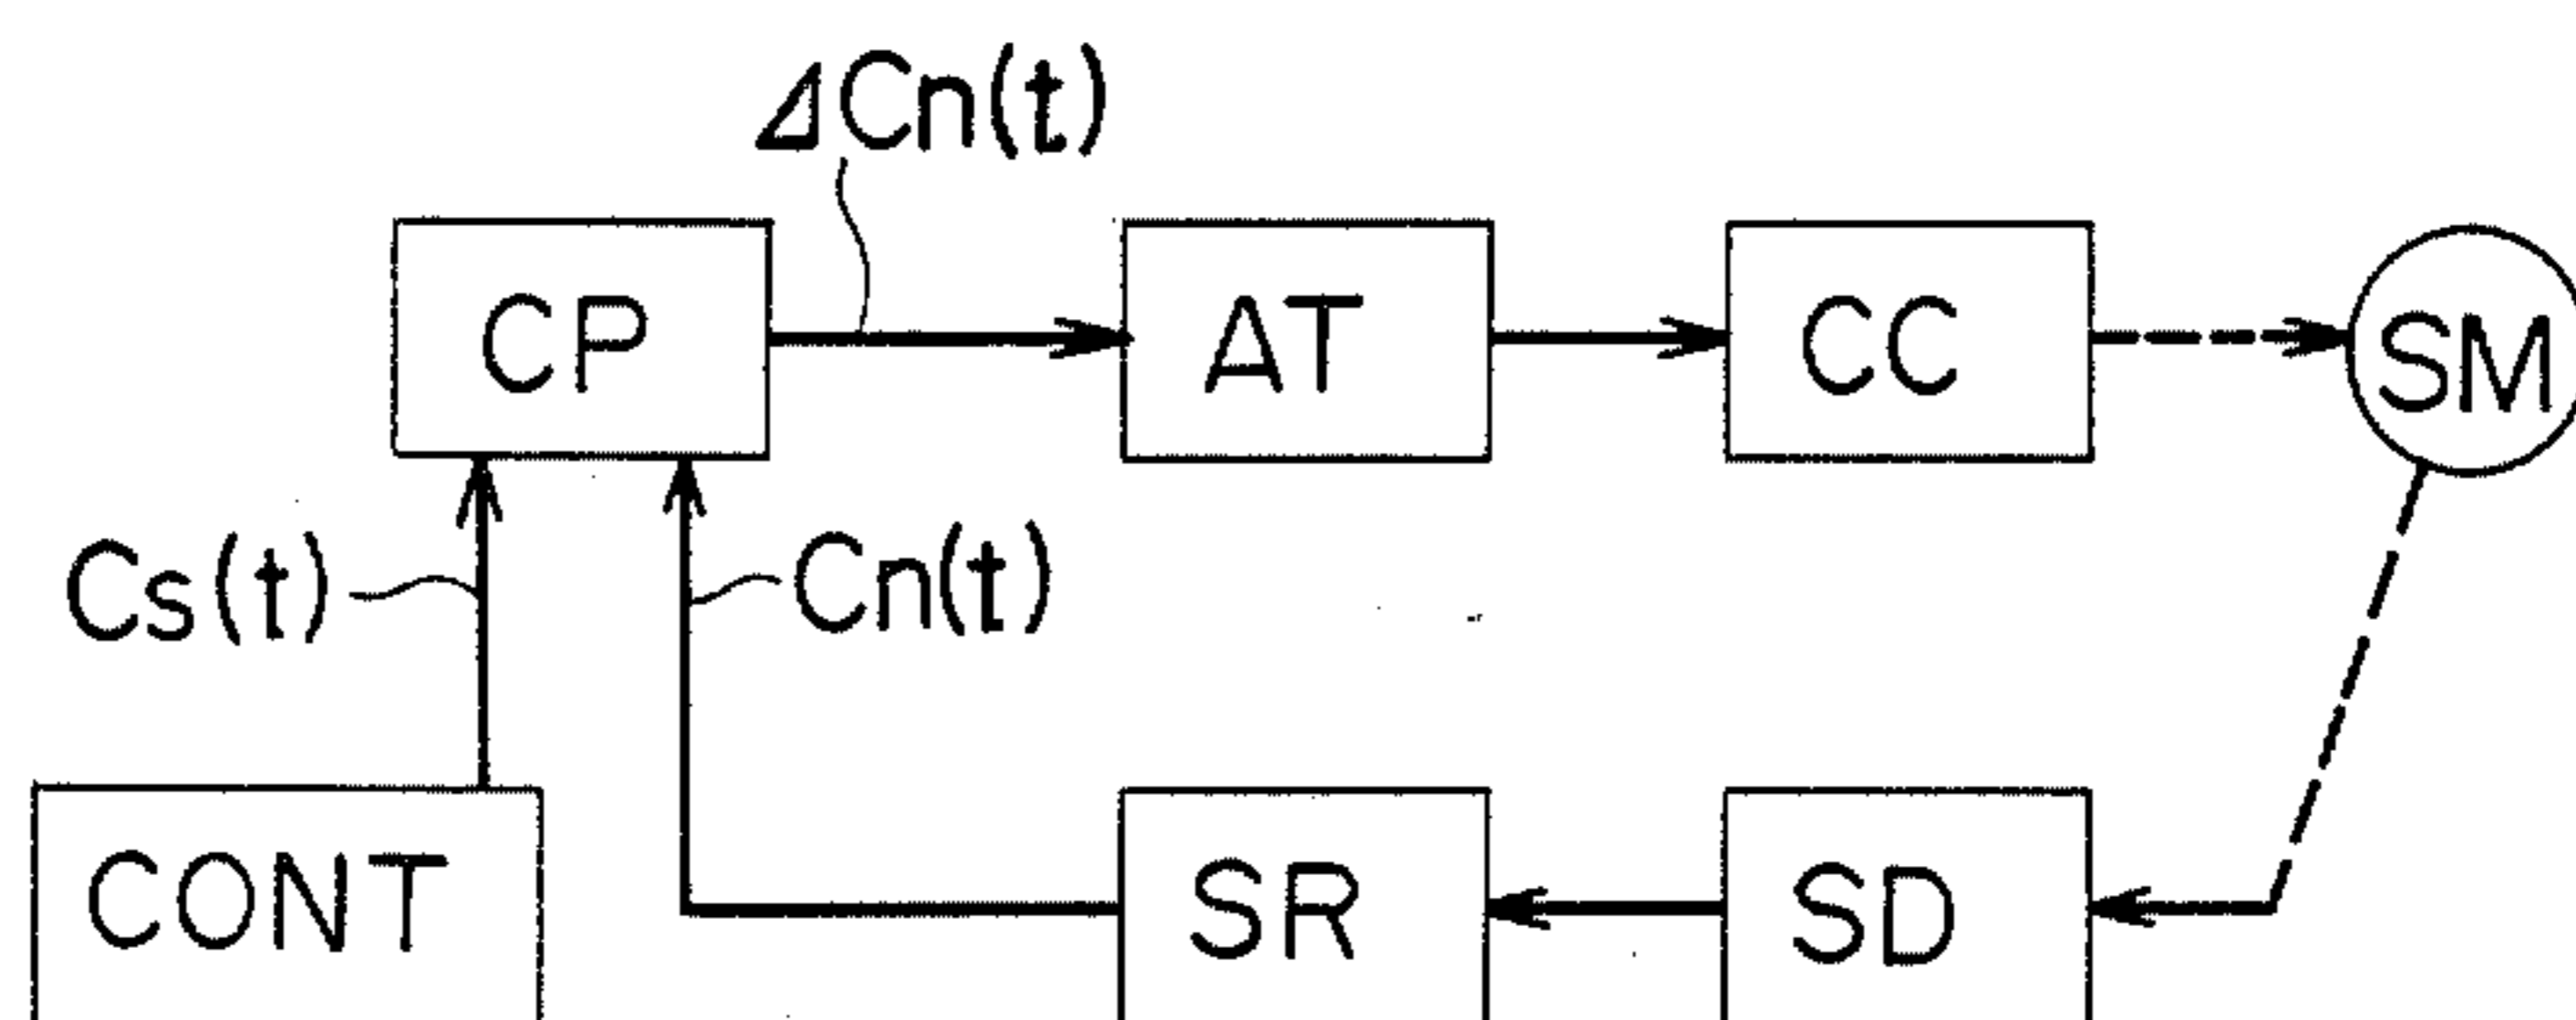 ΔCn(t)
CP
AT
CC
SM
Cs(t)
Cn(t)
CONT
SR
SD